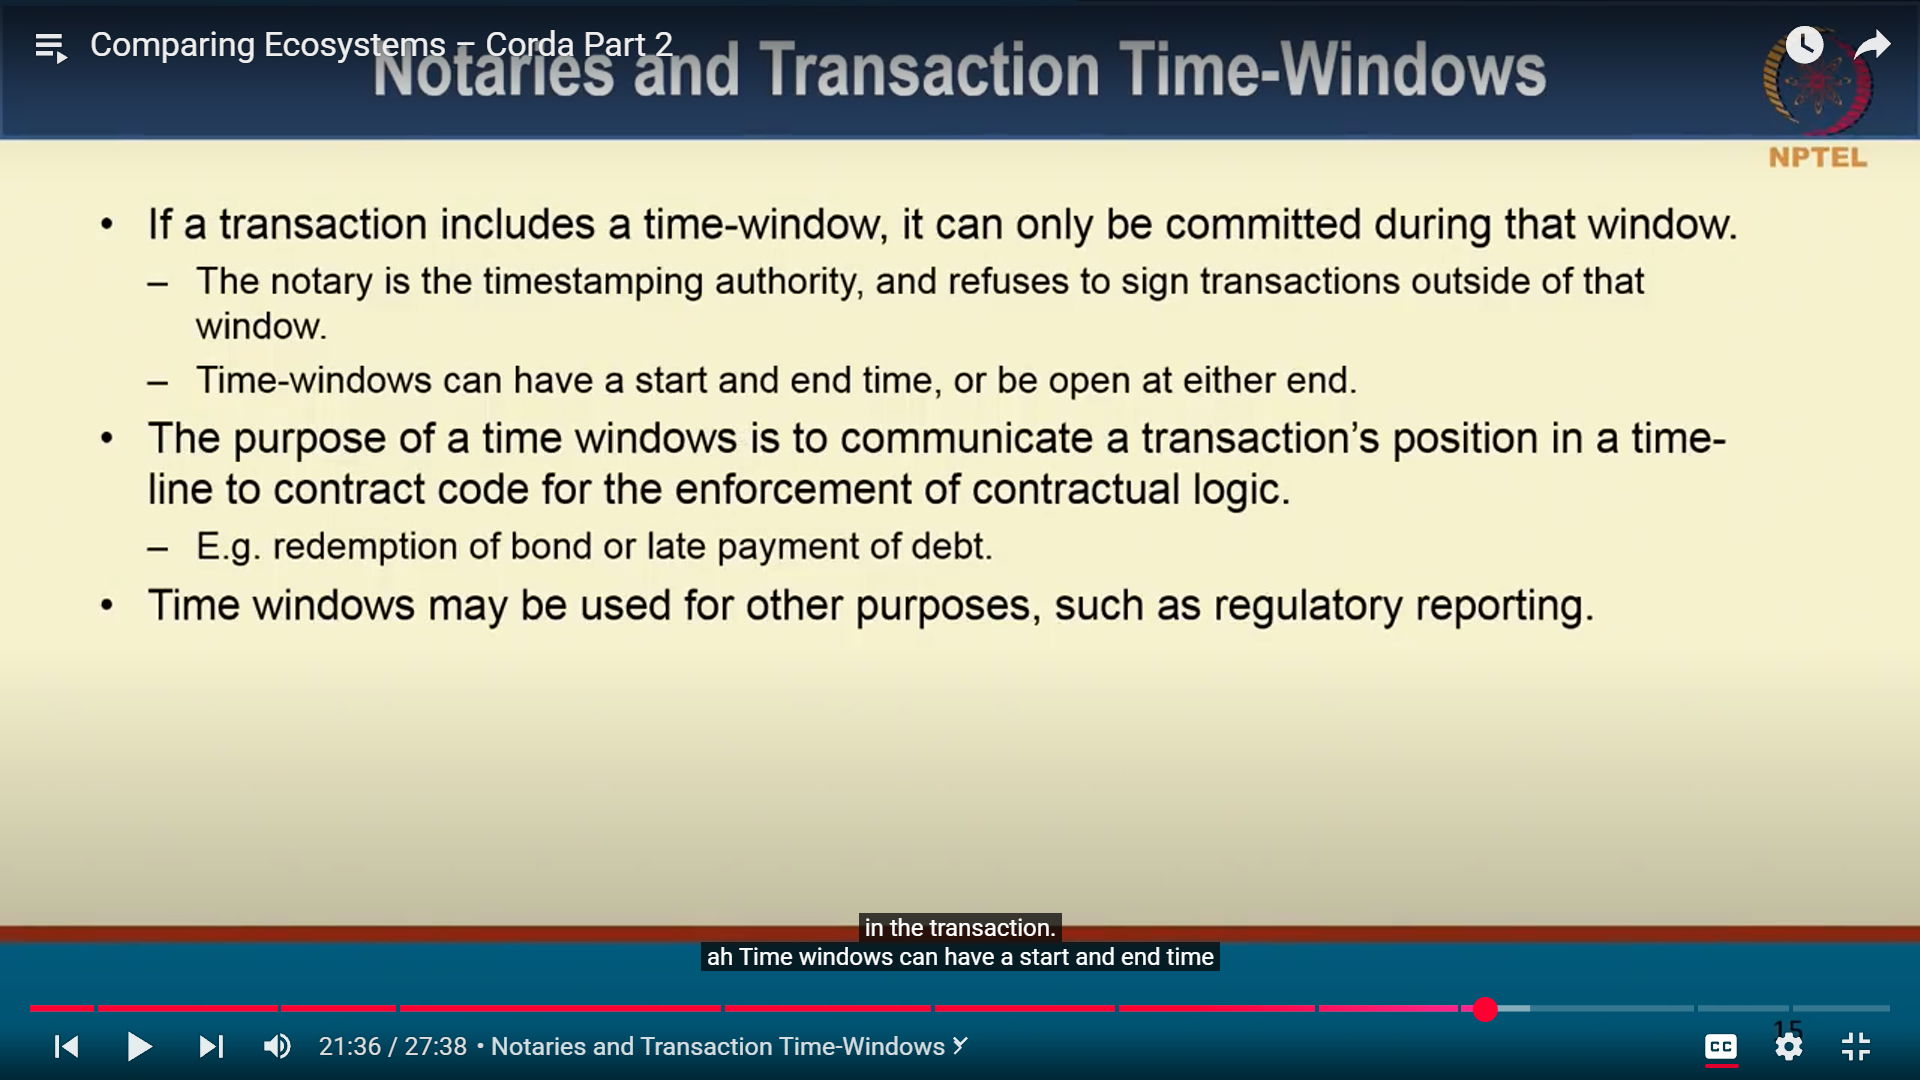 Comparing Ecosystems – Corda Part 2
Notaries and Transaction Time-Windows
NPTEL
• If a transaction includes a time-window, it can only be committed during that window.
– The notary is the timestamping authority, and refuses to sign transactions outside of that
window.
– Time-windows can have a start and end time, or be open at either end.
• The purpose of a time windows is to communicate a transaction's position in a time-
line to contract code for the enforcement of contractual logic.
– E.g. redemption of bond or late payment of debt.
• Time windows may be used for other purposes, such as regulatory reporting.
in the transaction.
ah Time windows can have a start and end time
15
21:36 / 27:38 • Notaries and Transaction Time-Windows
CC